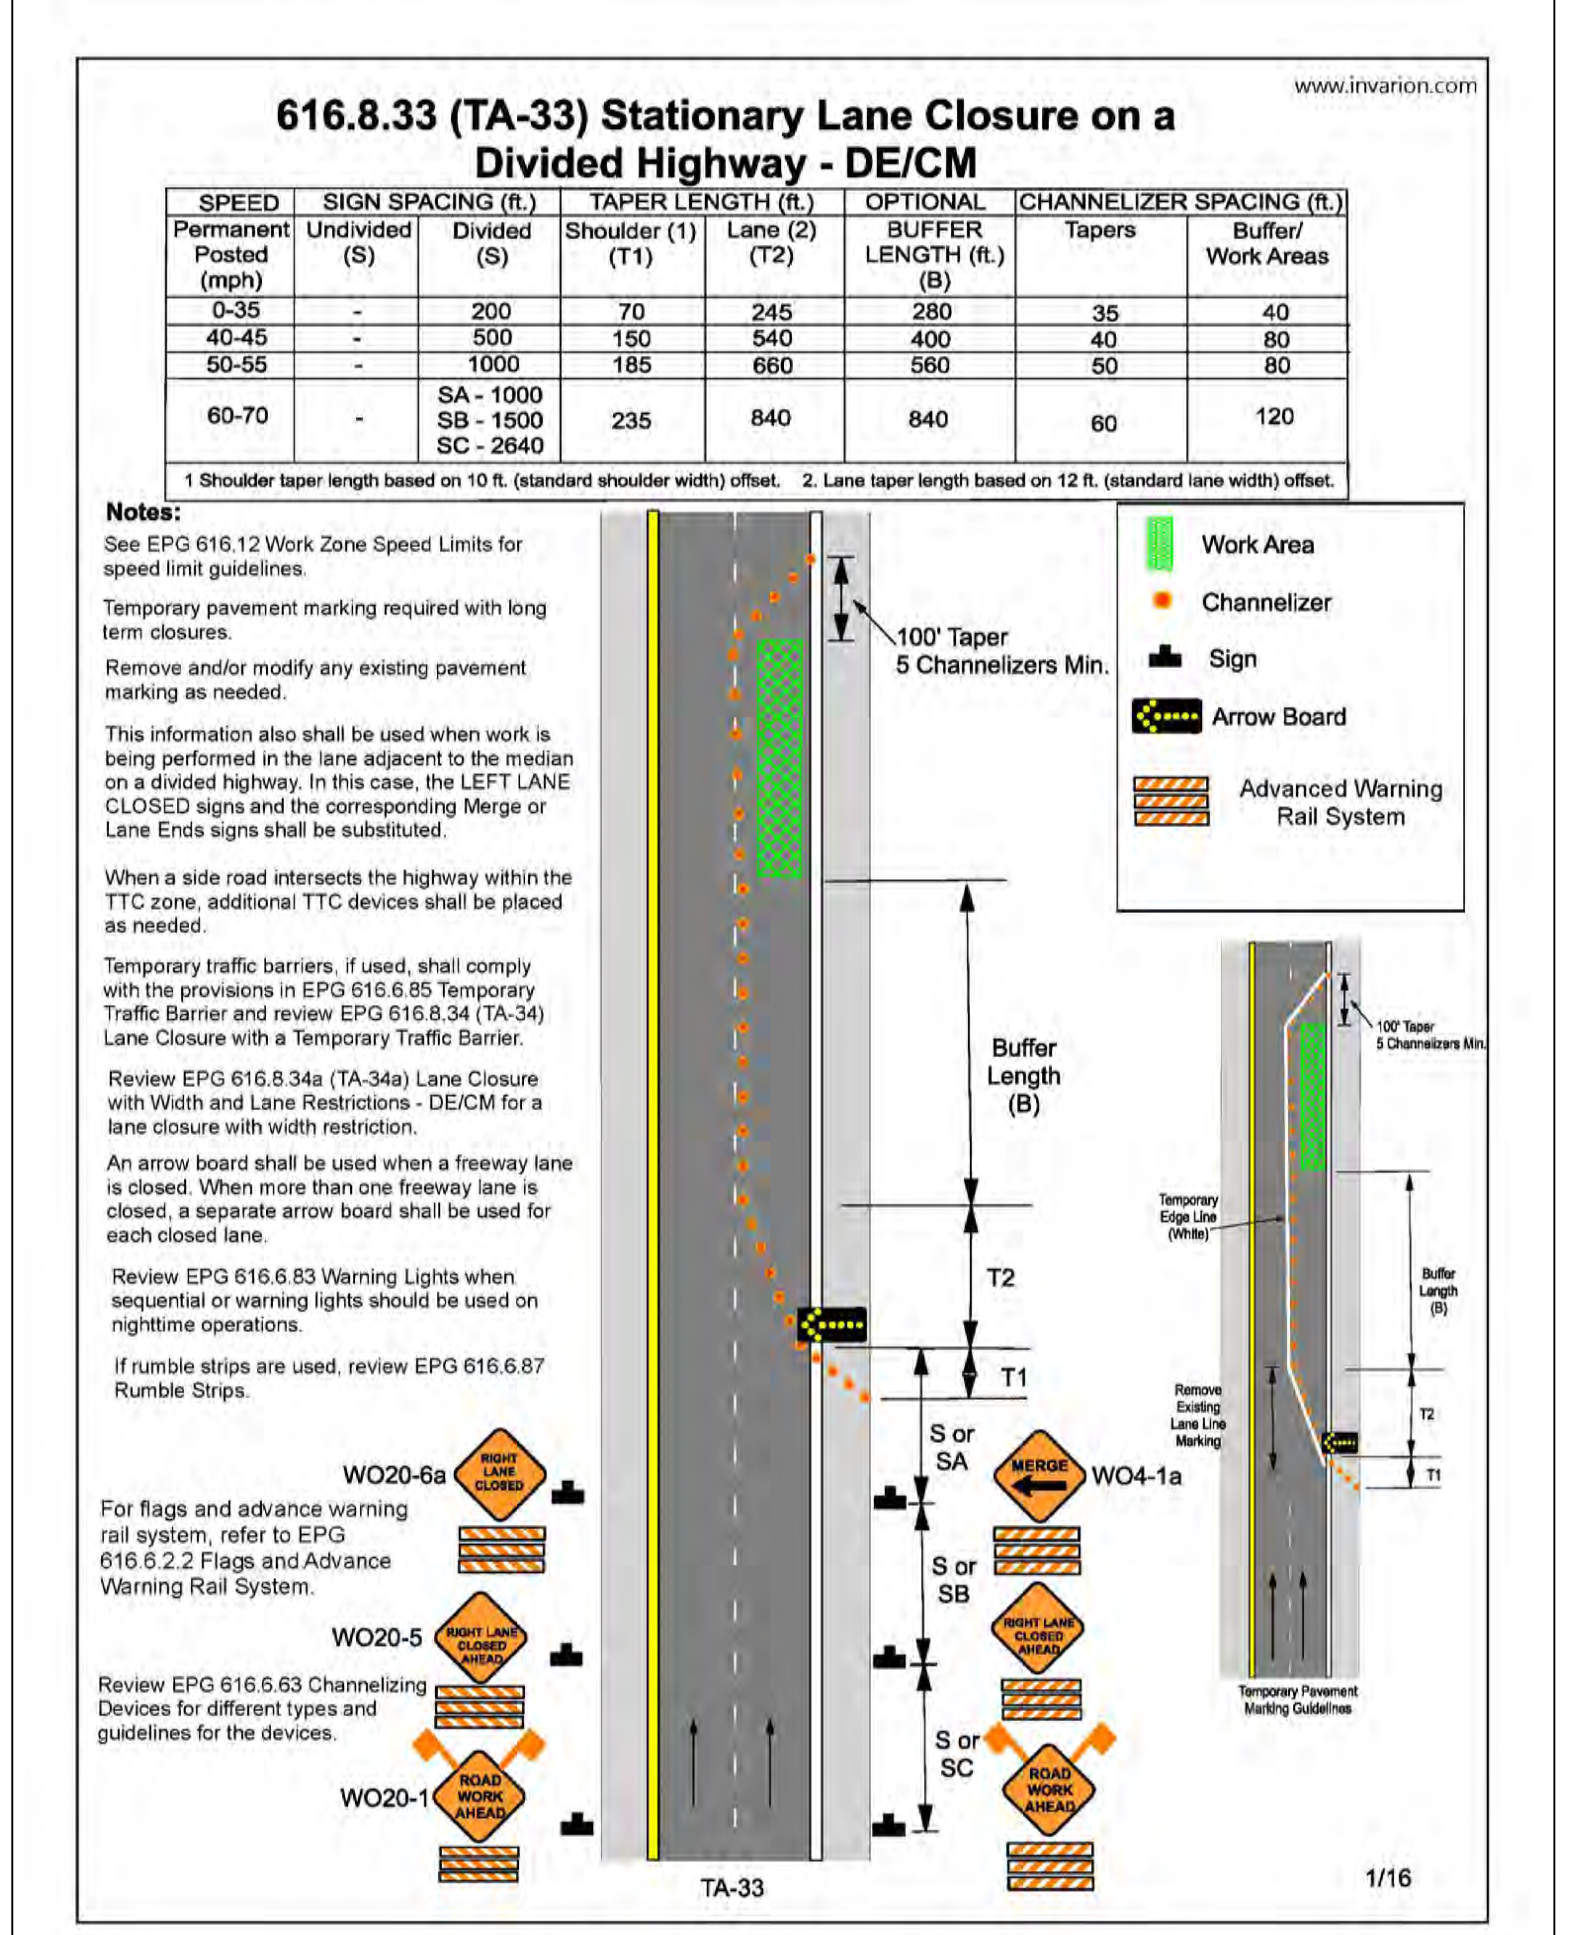 www.invarion.com
616.8.33 (TA-33) Stationary Lane Closure on a
Divided Highway - DE/CM
SPEED SIGN SPACING (ft.) TAPER LENGTH (ft.) OPTIONAL CHANNELIZER SPACING (ft.)
Permanent Undivided Divided Shoulder (1) Lane (2) BUFFER Tapers Buffer/
Posted (S) (S) (T1) (T2) LENGTH (ft.) Work Areas
(mph) (B)
0-35 - 200 70 245 280 35 40
40-45 - 500 150 540 400 40 80
50-55 - 1000 185 660 560 50 80
SA - 1000
60-70 - SB - 1500 235 840 840 60 120
SC - 2640
1 Shoulder taper length based on 10 ft. (standard shoulder width) offset. 2. Lane taper length based on 12 ft. (standard lane width) offset.
Notes:
See EPG 616.12 Work Zone Speed Limits for
speed limit guidelines.
Temporary pavement marking required with long
term closures.
Remove and/or modify any existing pavement
marking as needed.
This information also shall be used when work is
being performed in the lane adjacent to the median
on a divided highway. In this case, the LEFT LANE
CLOSED signs and the corresponding Merge or
Lane Ends signs shall be substituted.
When a side road intersects the highway within the
TTC zone, additional TTC devices shall be placed
as needed.
Temporary traffic barriers, if used, shall comply
with the provisions in EPG 616.6.85 Temporary
Traffic Barrier and review EPG 616.8.34 (TA-34)
Lane Closure with a Temporary Traffic Barrier.
Review EPG 616.8.34a (TA-34a) Lane Closure
with Width and Lane Restrictions - DE/CM for a
lane closure with width restriction.
An arrow board shall be used when a freeway lane
is closed. When more than one freeway lane is
closed, a separate arrow board shall be used for
each closed lane.
Review EPG 616.6.83 Warning Lights when
sequential or warning lights should be used on
nighttime operations.
If rumble strips are used, review EPG 616.6.87
Rumble Strips.
WO20-6a
RIGHT
LANE
CLOSED
For flags and advance warning
rail system, refer to EPG
616.6.2.2 Flags and Advance
Warning Rail System.
WO20-5
RIGHT LANE
CLOSED
AHEAD
Review EPG 616.6.63 Channelizing
Devices for different types and
guidelines for the devices.
WO20-1
ROAD
WORK
AHEAD
100' Taper
5 Channelizers Min.
Buffer
Length
(B)
T2
T1
S or
SA
S or
SB
S or
SC
MERGE
WO4-1a
RIGHT LANE
CLOSED
AHEAD
ROAD
WORK
AHEAD
TA-33
Work Area
Channelizer
Sign
Arrow Board
Advanced Warning
Rail System
100' Taper
5 Channelizers Min.
Temporary
Edge Line
(White)
Buffer
Length
(B)
Remove
Existing
Lane Line
Marking
T2
T1
Temporary Pavement
Marking Guidelines
1/16